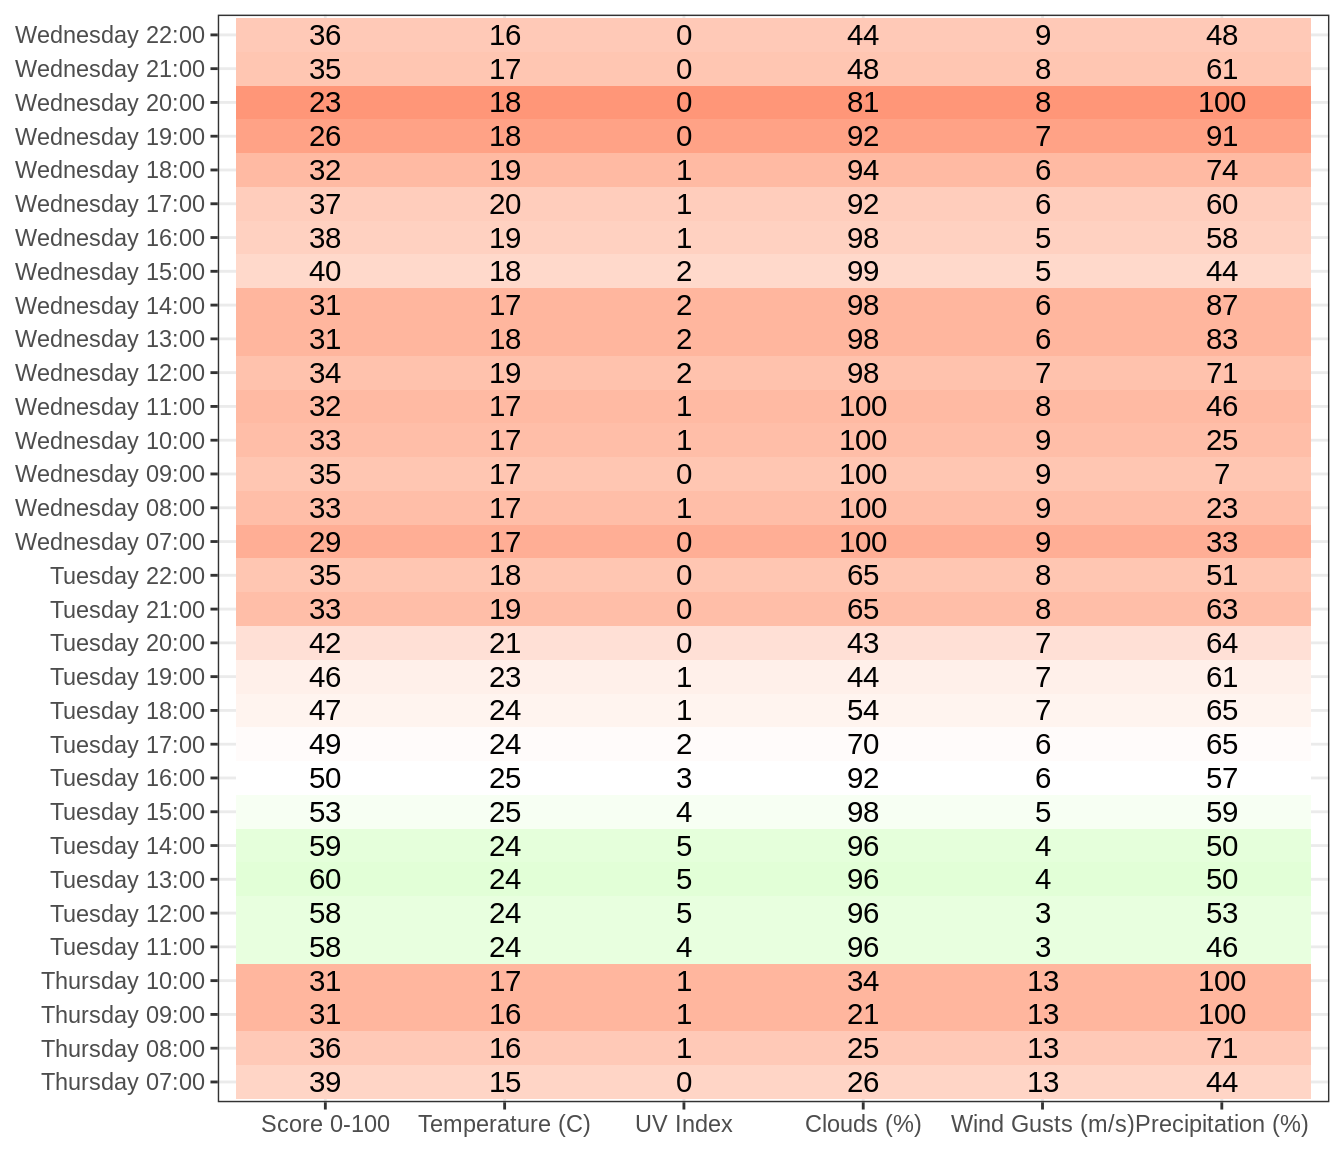 Wednesday 22:00 36 16 0 44 9 48
Wednesday 21:00 35 17 0 48 8 61
Wednesday 20:00 23 18 0 81 8 100
Wednesday 19:00 26 18 0 92 7 91
Wednesday 18:00 32 19 1 94 6 74
Wednesday 17:00 37 20 1 92 6 60
Wednesday 16:00 38 19 1 98 5 58
Wednesday 15:00 40 18 2 99 5 44
Wednesday 14:00 31 17 2 98 6 87
Wednesday 13:00 31 18 2 98 6 83
Wednesday 12:00 34 19 2 98 7 71
Wednesday 11:00 32 17 1 100 8 46
Wednesday 10:00 33 17 1 100 9 25
Wednesday 09:00 35 17 0 100 9 7
Wednesday 08:00 33 17 1 100 9 23
Wednesday 07:00 29 17 0 100 9 33
Tuesday 22:00 35 18 0 65 8 51
Tuesday 21:00 33 19 0 65 8 63
Tuesday 20:00 42 21 0 43 7 64
Tuesday 19:00 46 23 1 44 7 61
Tuesday 18:00 47 24 1 54 7 65
Tuesday 17:00 49 24 2 70 6 65
Tuesday 16:00 50 25 3 92 6 57
Tuesday 15:00 53 25 4 98 5 59
Tuesday 14:00 59 24 5 96 4 50
Tuesday 13:00 60 24 5 96 4 50
Tuesday 12:00 58 24 5 96 3 53
Tuesday 11:00 58 24 4 96 3 46
Thursday 10:00 31 17 1 34 13 100
Thursday 09:00 31 16 1 21 13 100
Thursday 08:00 36 16 1 25 13 71
Thursday 07:00 39 15 0 26 13 44
Score 0-100 Temperature (C) UV Index Clouds (%) Wind Gusts (m/s) Precipitation (%)